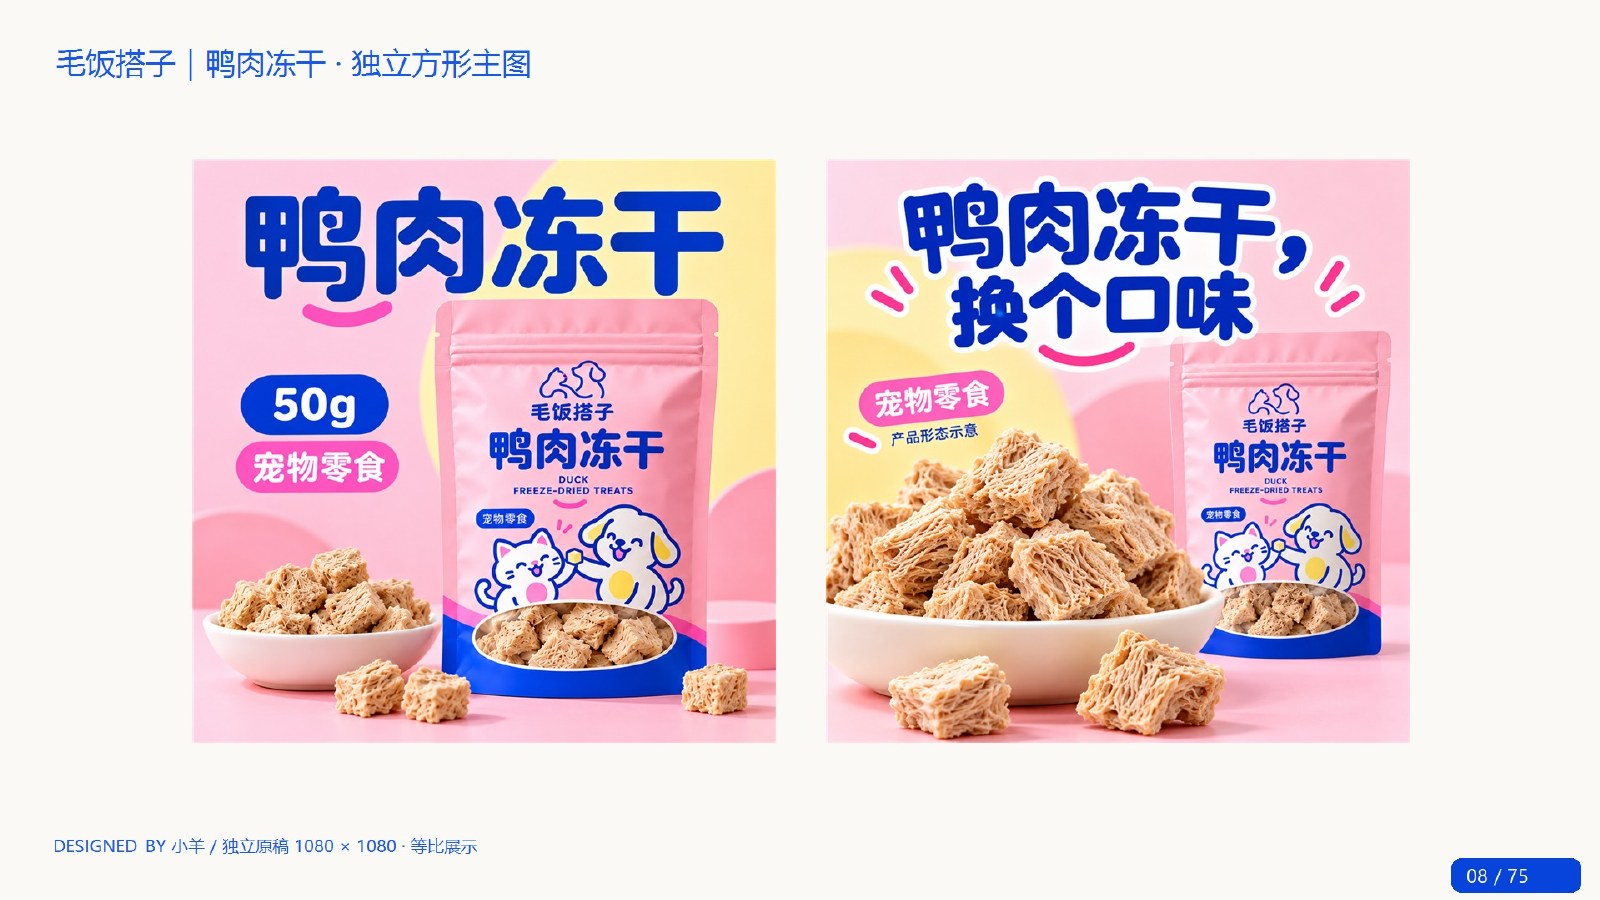 毛饭搭子｜鸭肉冻干 · 独立方形主图
鸭肉冻干
50g
宠物零食
毛饭搭子
鸭肉冻干
DUCK
FREEZE-DRIED TREATS
宠物零食
鸭肉冻干，
换个口味
宠物零食
产品形态示意
毛饭搭子
鸭肉冻干
DUCK
FREEZE-DRIED TREATS
宠物零食
DESIGNED BY 小羊 / 独立原稿 1080 × 1080 · 等比展示
08 / 75